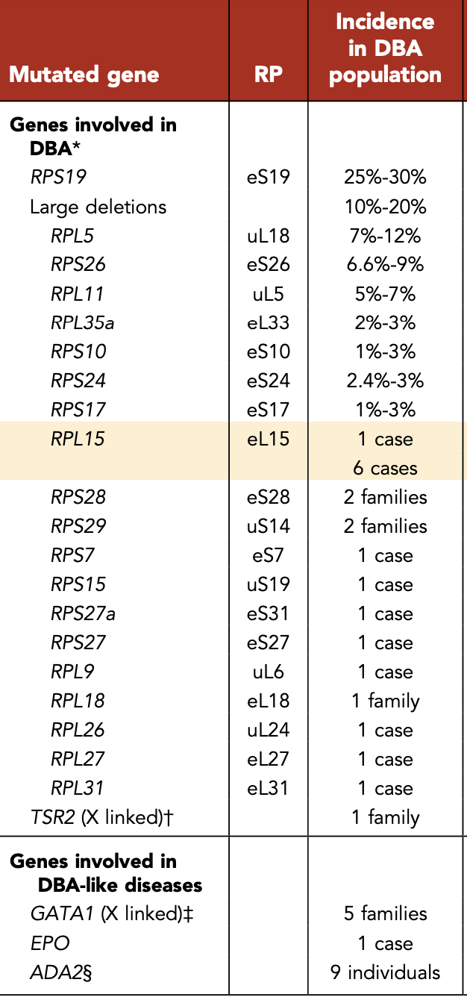 Mutated gene RP Incidence in DBA population
Genes involved in
DBA*
RPS19 eS19 25%-30%
Large deletions 10%-20%
RPL5 uL18 7%-12%
RPS26 eS26 6.6%-9%
RPL11 uL5 5%-7%
RPL35a eL33 2%-3%
RPS10 eS10 1%-3%
RPS24 eS24 2.4%-3%
RPS17 eS17 1%-3%
RPL15 eL15 1 case
6 cases
RPS28 eS28 2 families
RPS29 uS14 2 families
RPS7 eS7 1 case
RPS15 uS19 1 case
RPS27a eS31 1 case
RPS27 eS27 1 case
RPL9 uL6 1 case
RPL18 eL18 1 family
RPL26 uL24 1 case
RPL27 eL27 1 case
RPL31 eL31 1 case
TSR2 (X linked)† 1 family
Genes involved in
DBA-like diseases
GATA1 (X linked)‡ 5 families
EPO 1 case
ADA2§ 9 individuals